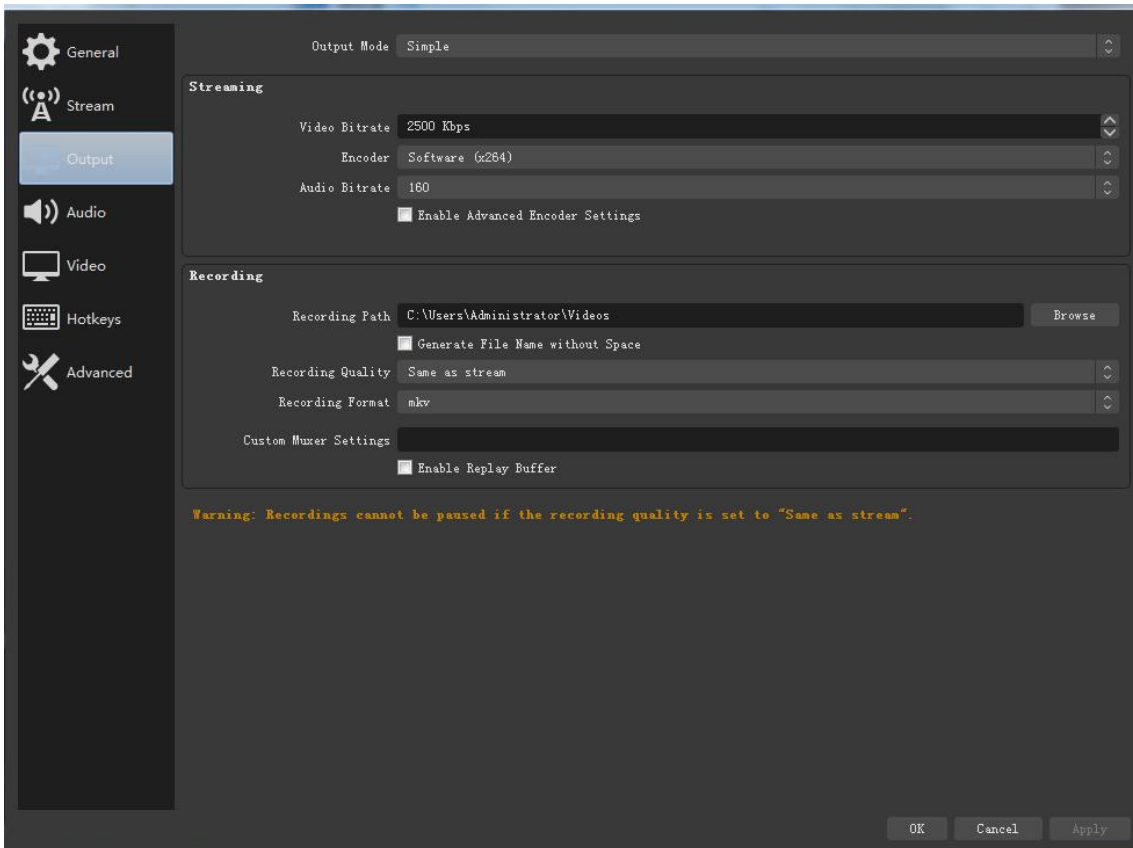 General
Stream
Output
Audio
Video
Hotkeys
Advanced
Output Mode Simple
Streaming
Video Bitrate 2500 Kbps
Encoder Software (x264)
Audio Bitrate 160
Enable Advanced Encoder Settings
Recording
Recording Path C:\Users\Administrator\Videos Browse
Generate File Name without Space
Recording Quality Same as stream
Recording Format mkv
Custom Muxer Settings
Enable Replay Buffer
Warning: Recordings cannot be paused if the recording quality is set to "Same as stream".
OK Cancel Apply